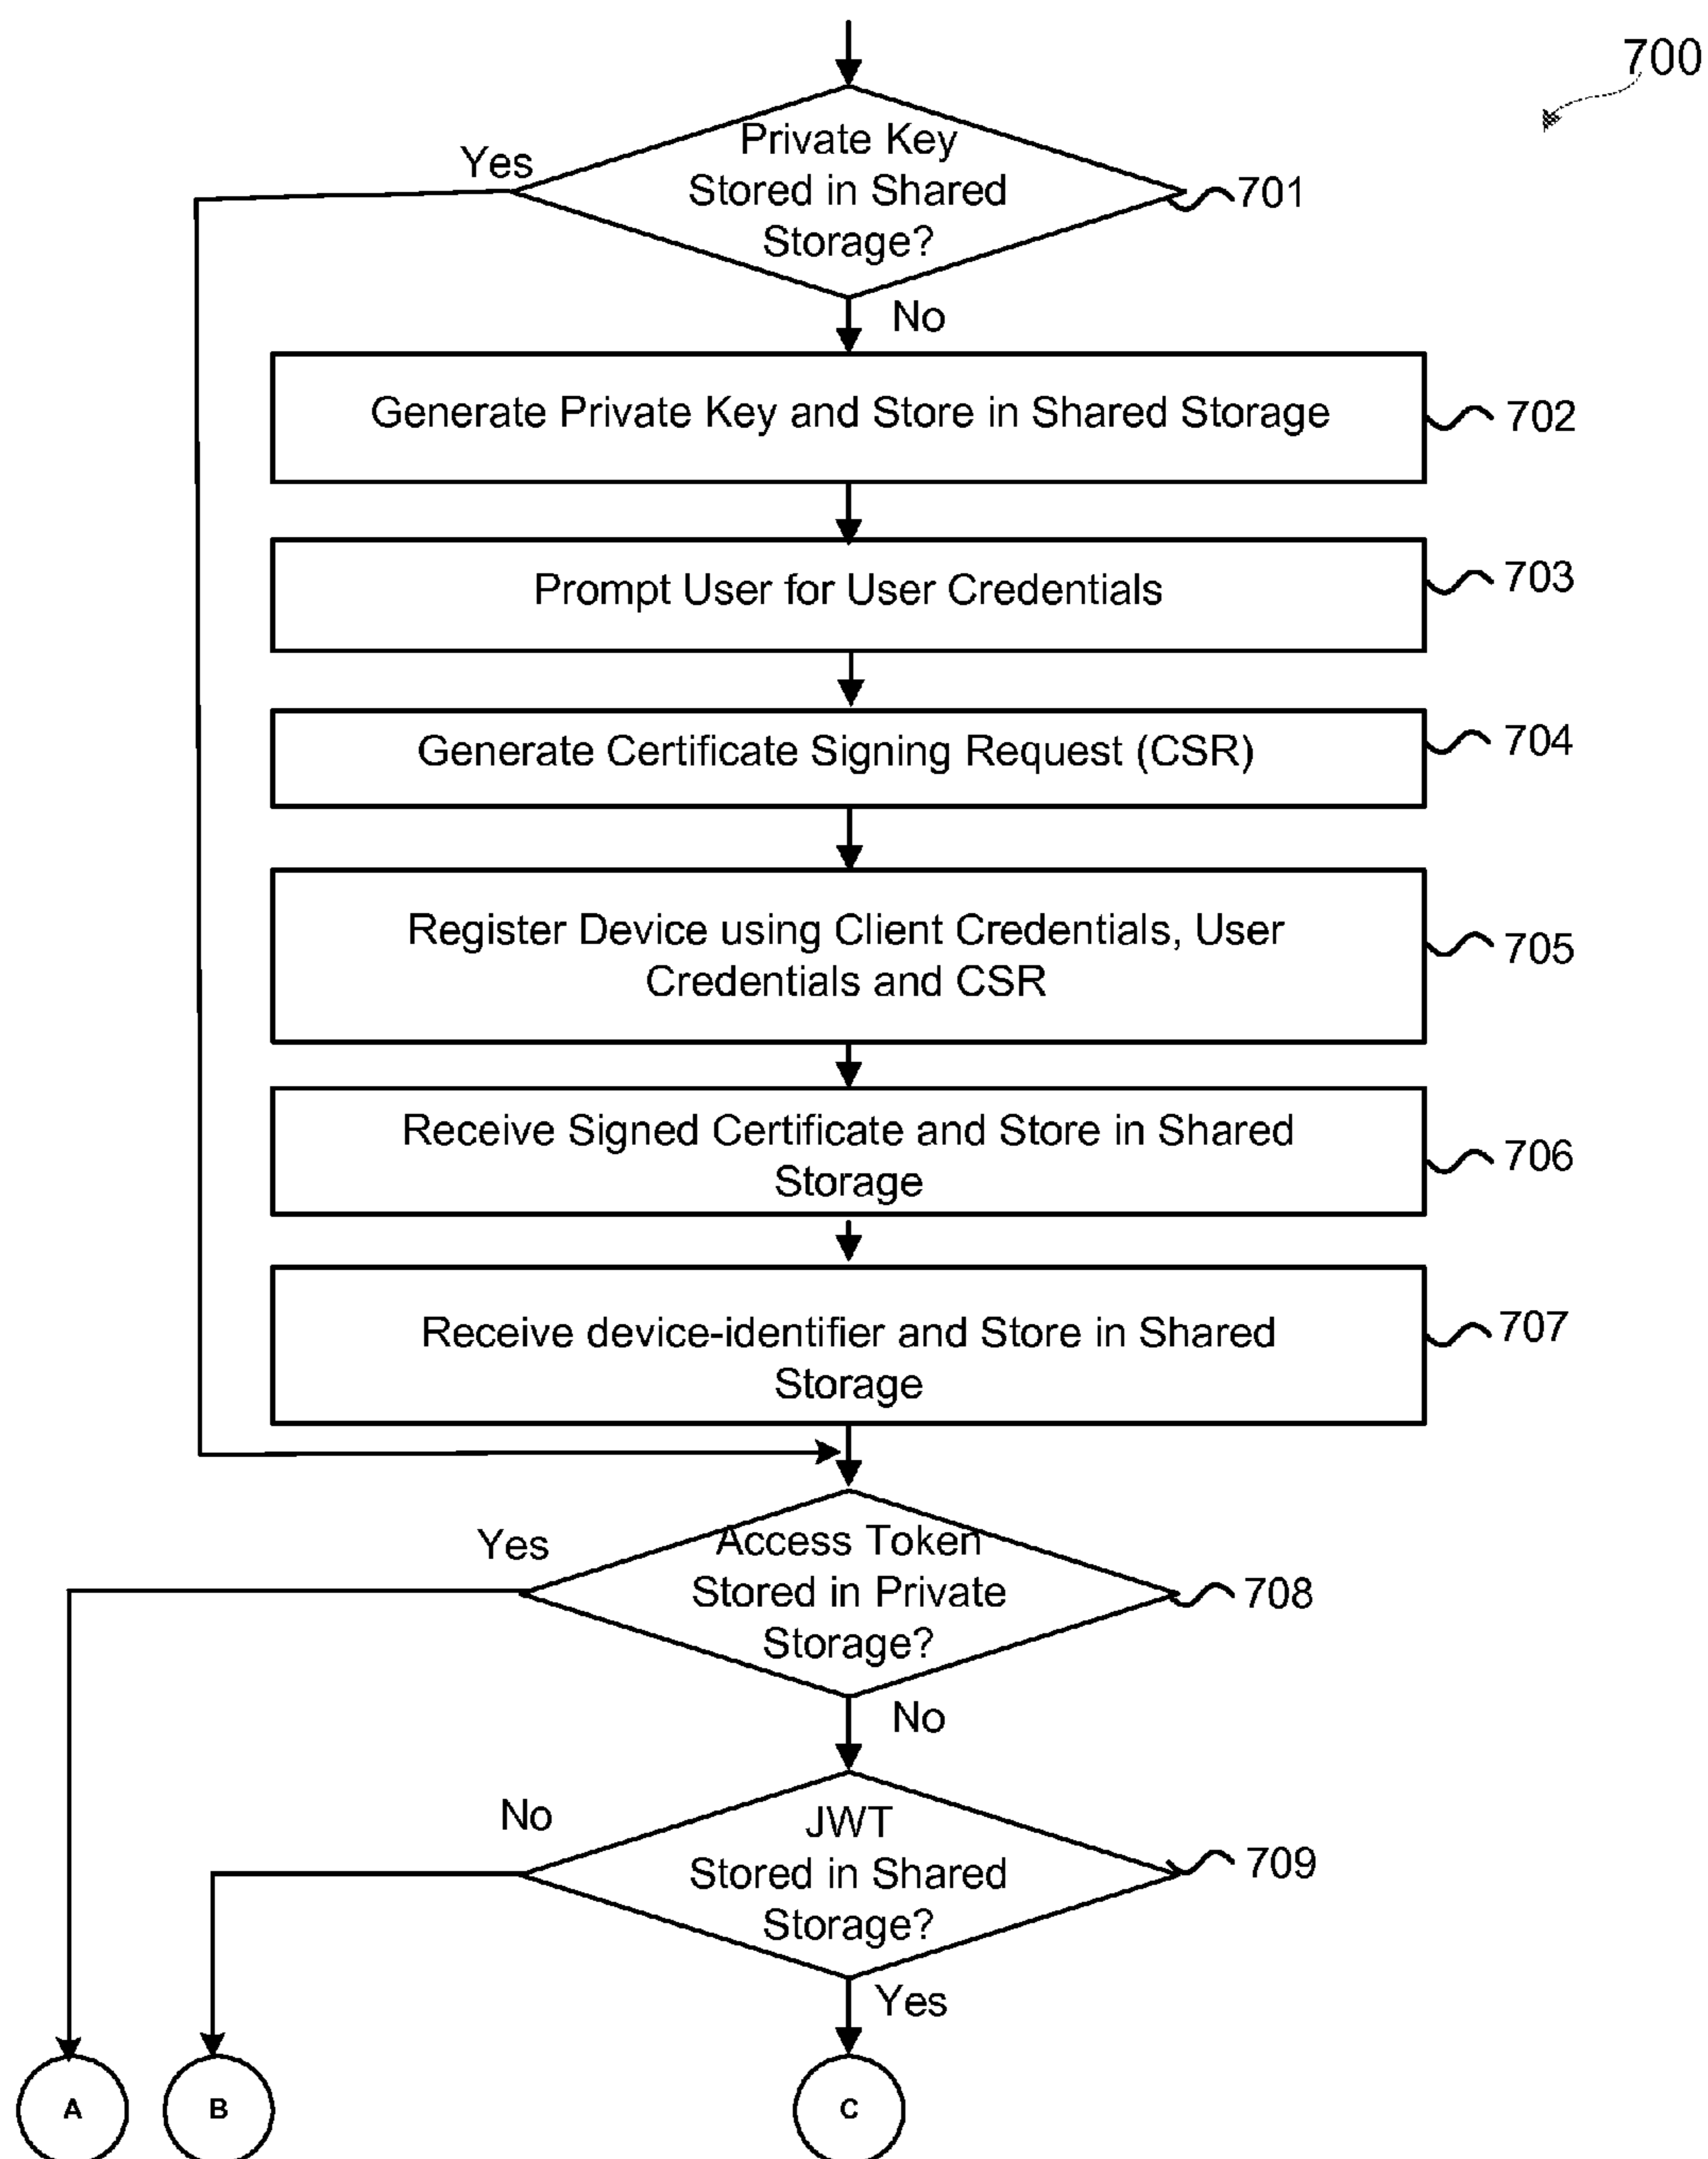 700
Private Key
Stored in Shared
Storage?
701
Yes
No
Generate Private Key and Store in Shared Storage
702
Prompt User for User Credentials
703
Generate Certificate Signing Request (CSR)
704
Register Device using Client Credentials, User
Credentials and CSR
705
Receive Signed Certificate and Store in Shared
Storage
706
Receive device-identifier and Store in Shared
Storage
707
Access Token
Stored in Private
Storage?
708
Yes
No
JWT
Stored in Shared
Storage?
709
No
Yes
A
B
C